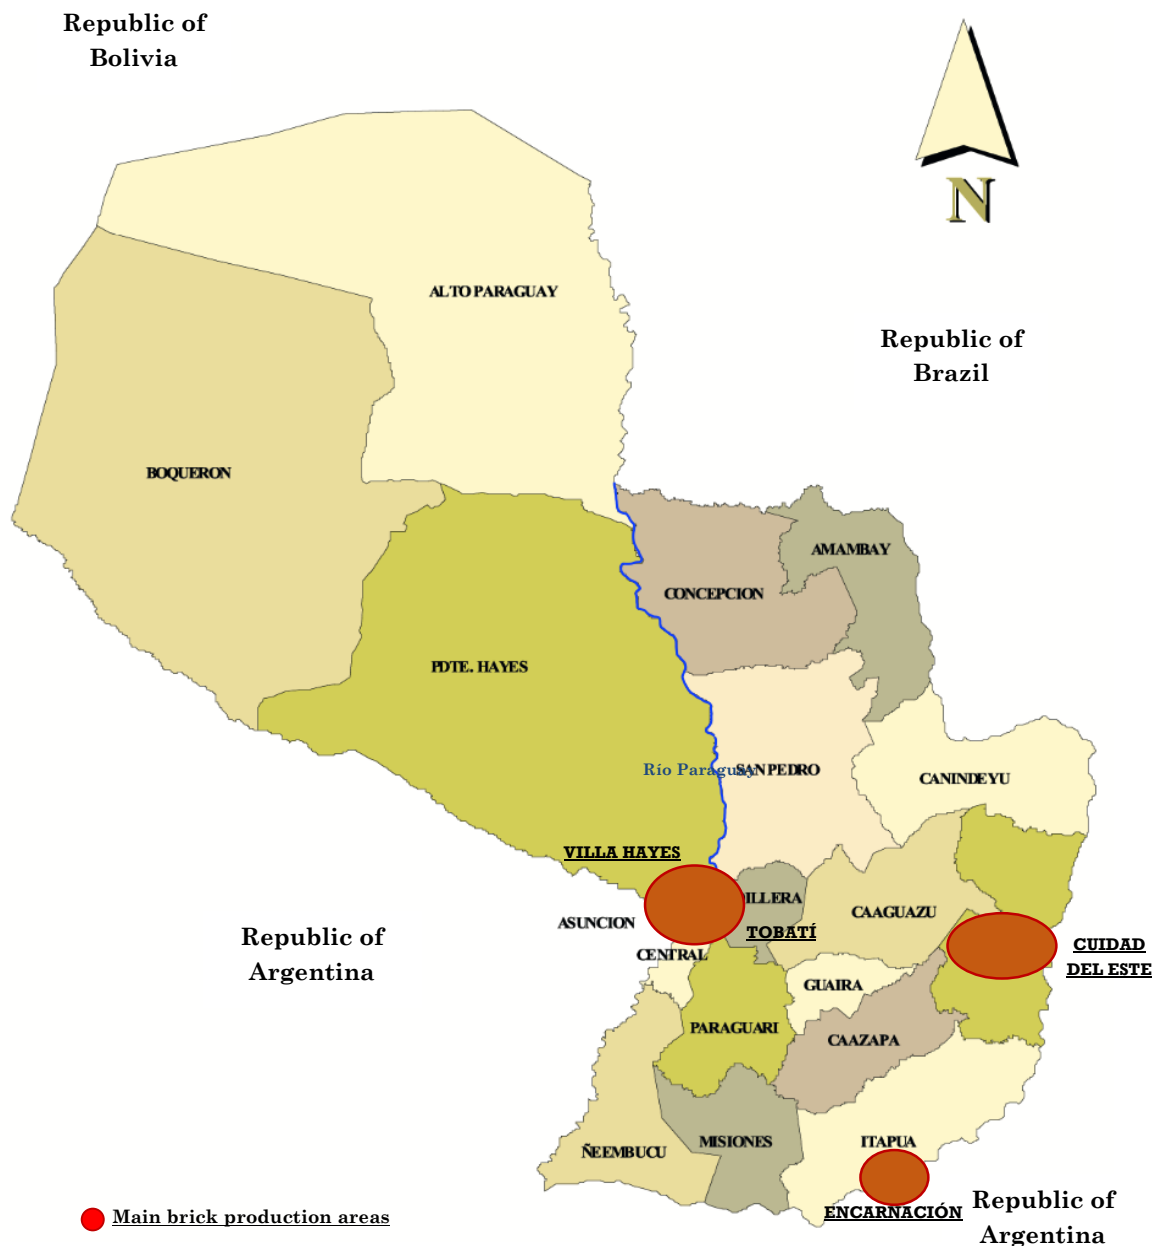 Republic of
Bolivia
N
ALTO PARAGUAY
Republic of
Brazil
BOQUERON
AMAMBAY
CONCEPCION
PDTE. HAYES
Río Paraguay
SAN PEDRO
CANINDEYU
VILLA HAYES
ILLERA
CAAGUAZU
ASUNCION
TOBATÍ
Republic of
Argentina
CENTRAL
CUIDAD
DEL ESTE
GUAIRA
PARAGUARI
CAAZAPA
MISIONES
ITAPUA
ÑEEMBUCU
ENCARNACIÓN
Republic of
Argentina
Main brick production areas